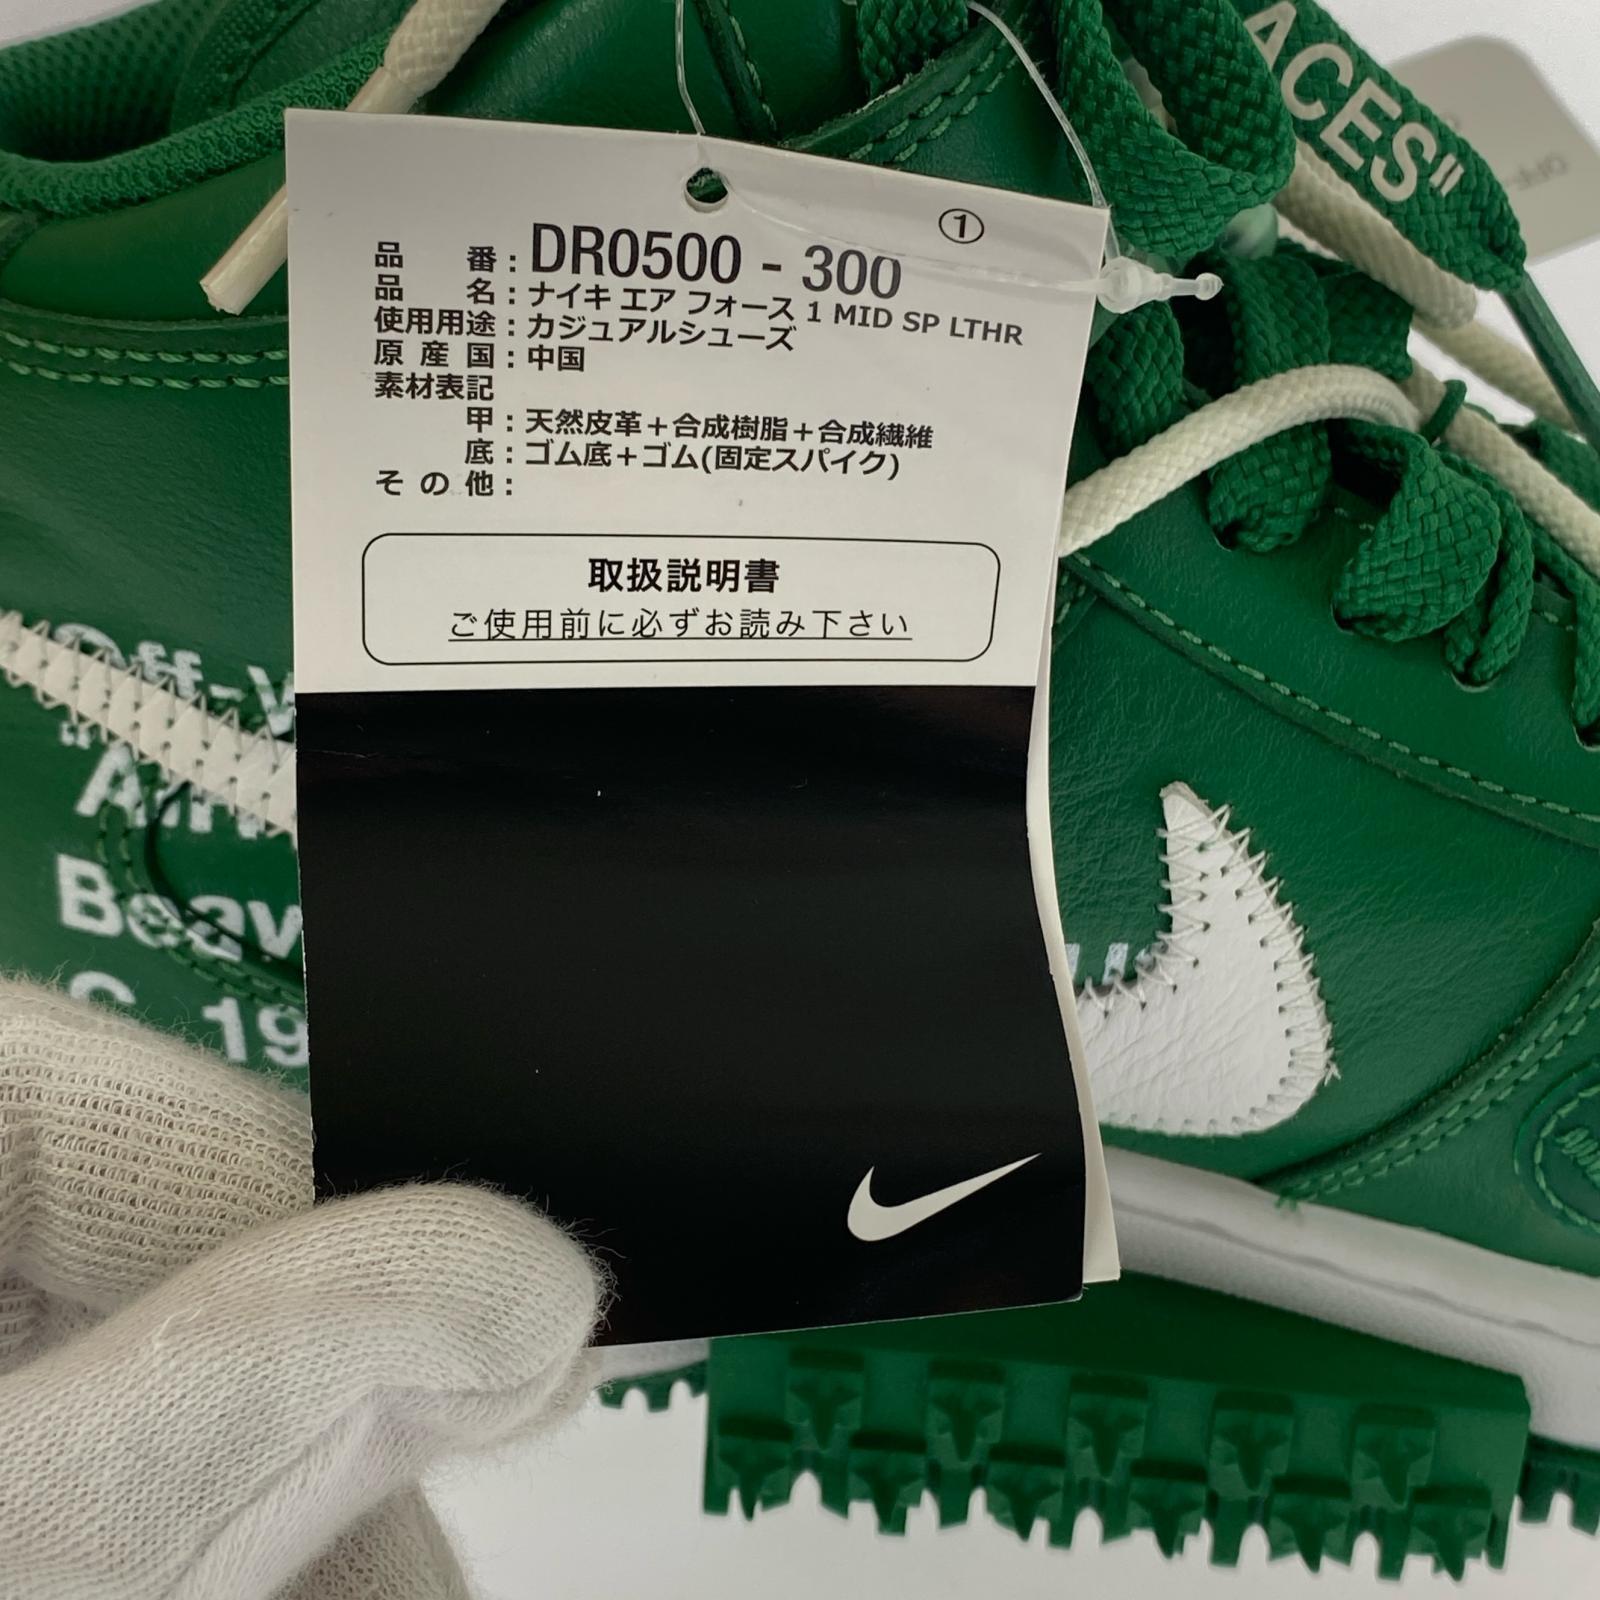 ACES"
①
品番：DR0500 - 300
品名：ナイキ エア フォース 1 MID SP LTHR
使用用途：カジュアルシューズ
原産国：中国
素材表記
甲：天然皮革＋合成樹脂＋合成繊維
底：ゴム底＋ゴム(固定スパイク)
その他：
取扱説明書
ご使用前に必ずお読み下さい
Off-W
"AIR
Beav
19